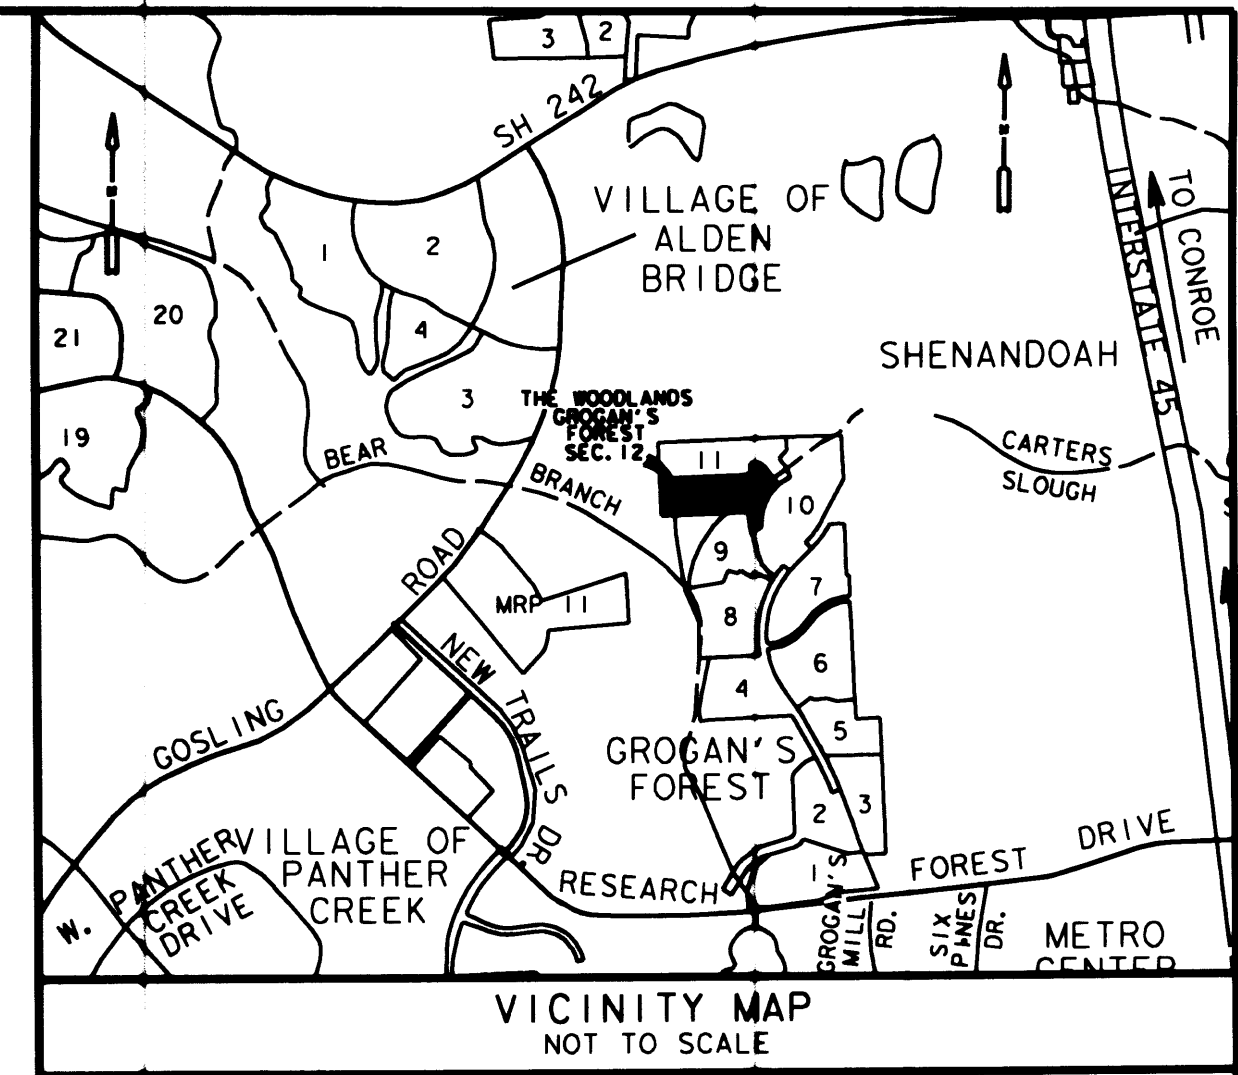 3
2
SH 242
VILLAGE OF
ALDEN
BRIDGE
INTERSTATE 45
TO CONROE
1
2
20
4
21
SHENANDOAH
3
THE WOODLANDS
GROGAN'S
FOREST
SEC. 12
19
BEAR
BRANCH
11
CARTERS
SLOUGH
10
9
ROAD
7
MRP 11
8
6
NEW TRAILS DR.
4
GOSLING
5
GROGAN'S
FOREST
2
3
VILLAGE OF
PANTHER
CREEK
W.
PANTHER
CREEK
DRIVE
RESEARCH
FOREST
DRIVE
1
GROGAN'S
MILL
RD.
SIX
PINES
DR.
METRO
CENTER
VICINITY MAP
NOT TO SCALE